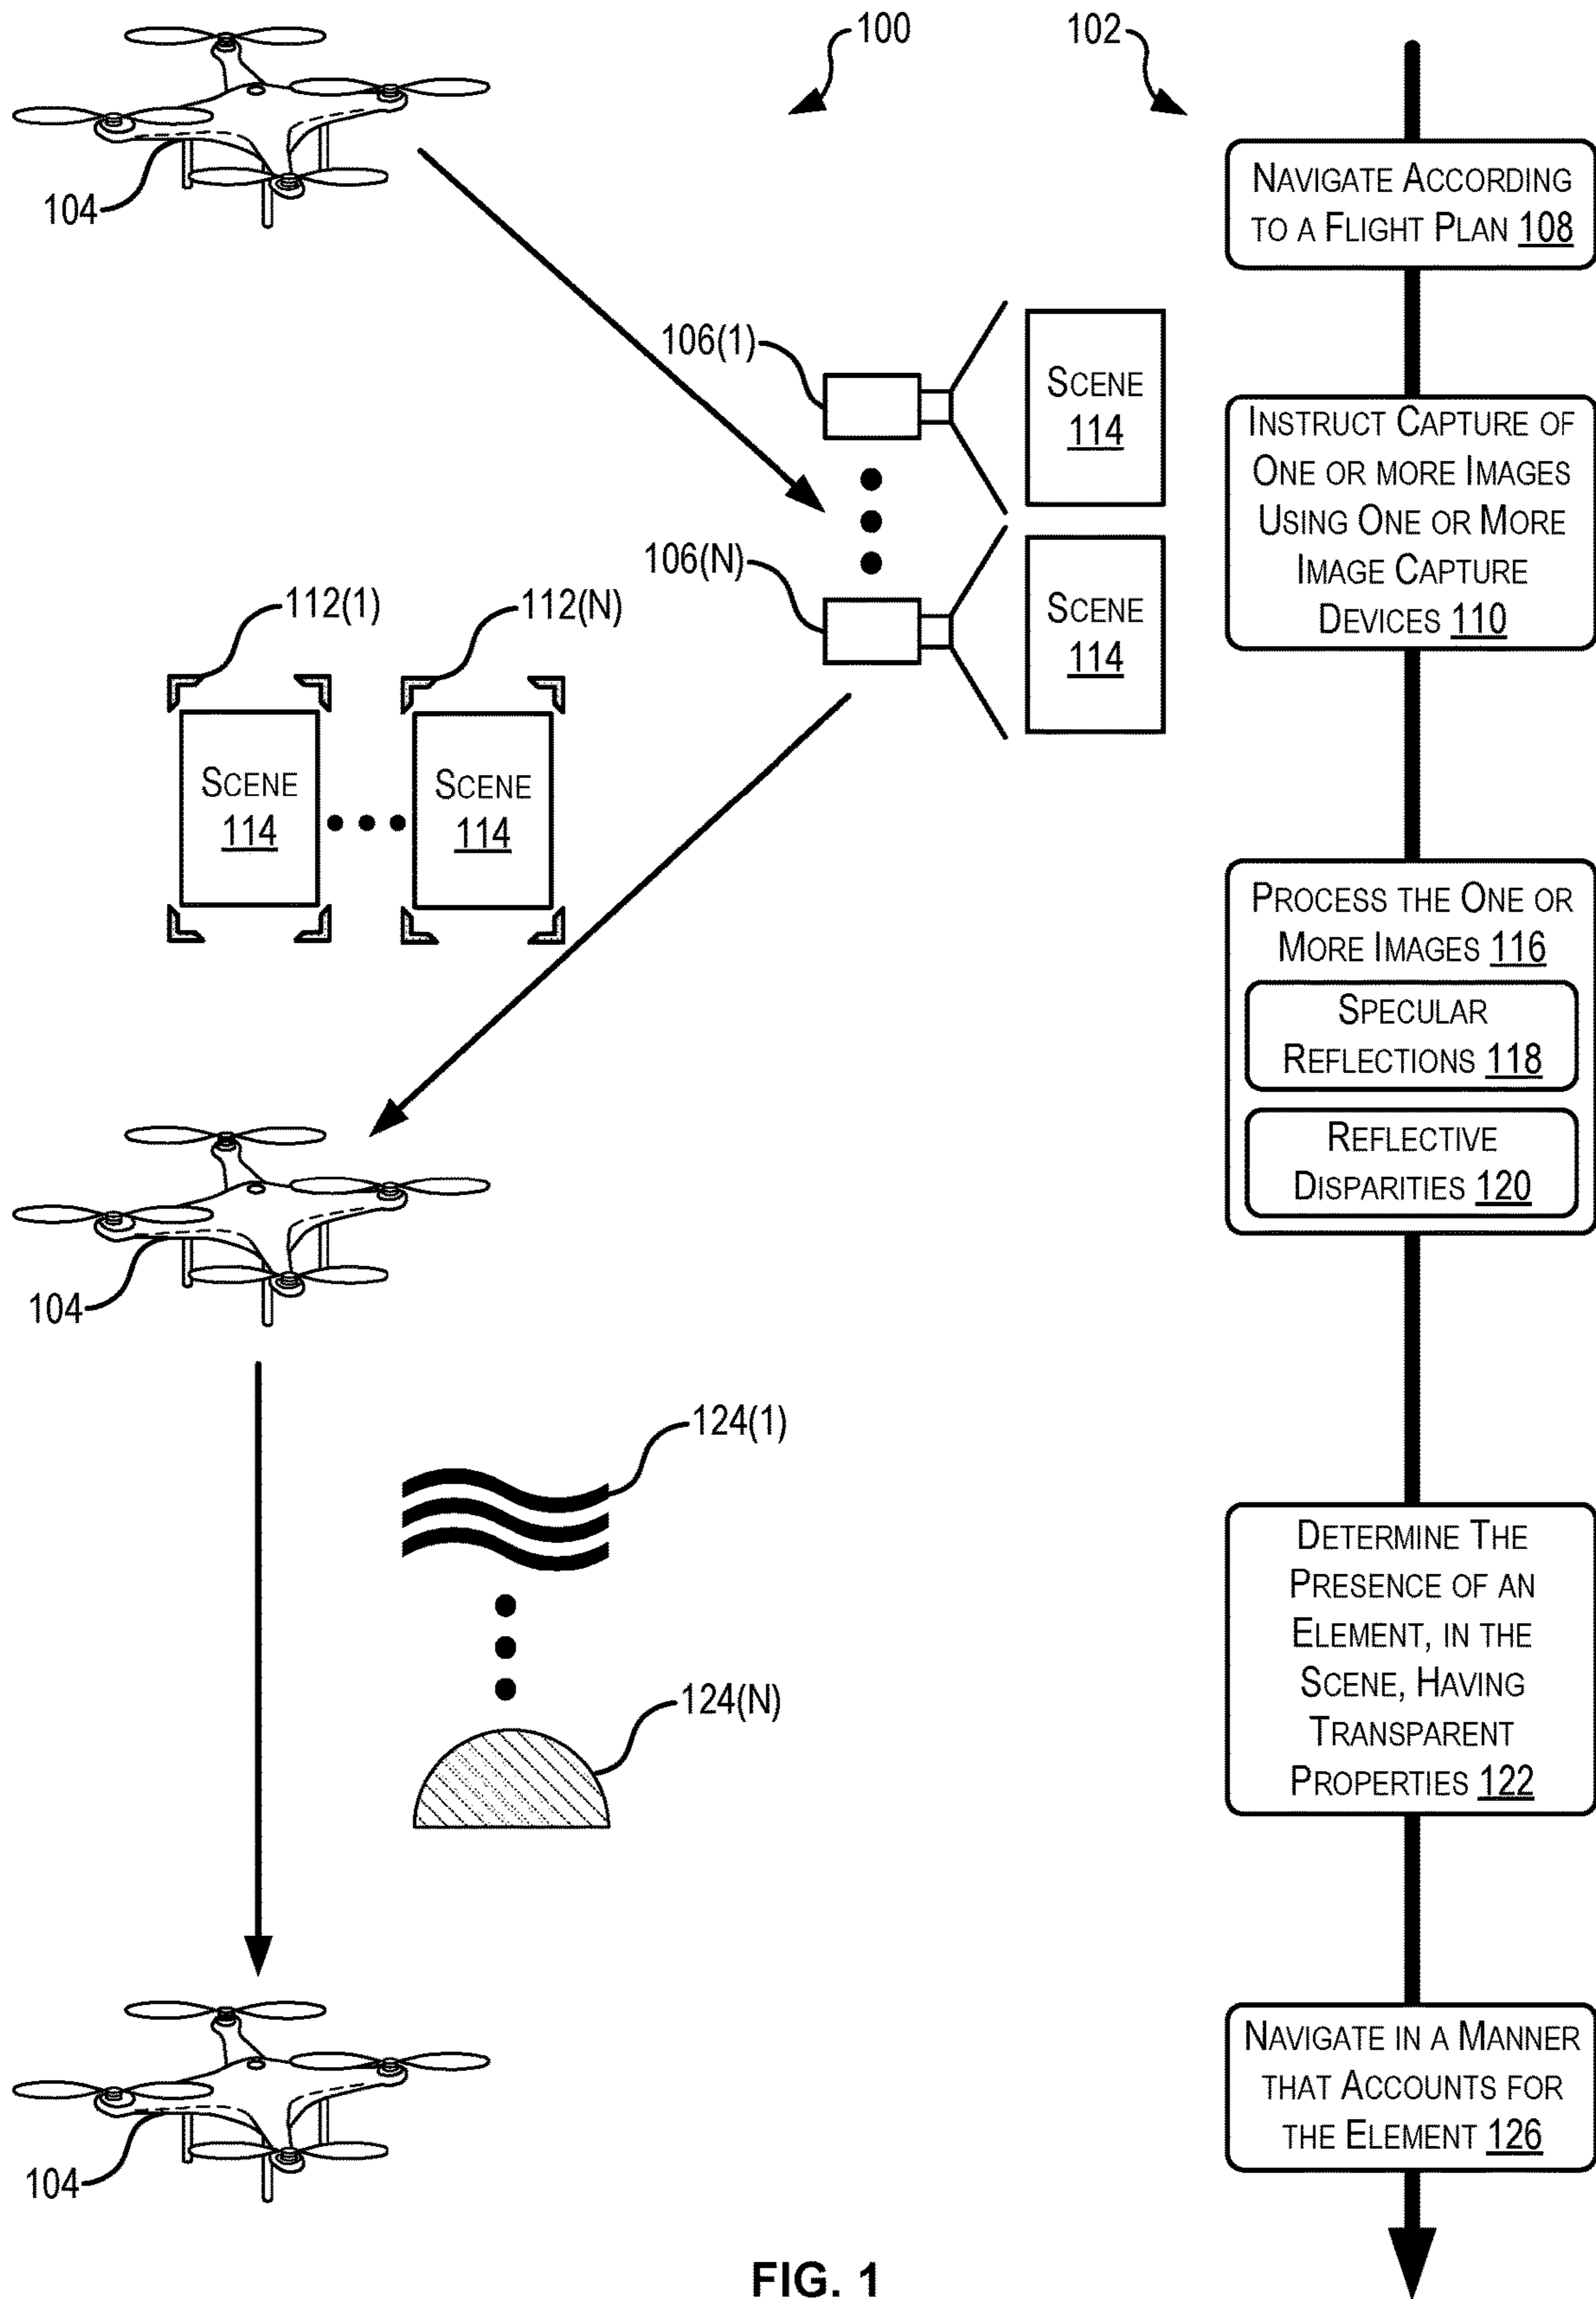 100
102
104
NAVIGATE ACCORDING
TO A FLIGHT PLAN 108
106(1)
SCENE
114
106(N)
SCENE
114
INSTRUCT CAPTURE OF
ONE OR MORE IMAGES
USING ONE OR MORE
IMAGE CAPTURE
DEVICES 110
112(1)
112(N)
SCENE
114
SCENE
114
PROCESS THE ONE OR
MORE IMAGES 116
SPECULAR
REFLECTIONS 118
REFLECTIVE
DISPARITIES 120
104
124(1)
124(N)
DETERMINE THE
PRESENCE OF AN
ELEMENT, IN THE
SCENE, HAVING
TRANSPARENT
PROPERTIES 122
104
NAVIGATE IN A MANNER
THAT ACCOUNTS FOR
THE ELEMENT 126
FIG. 1